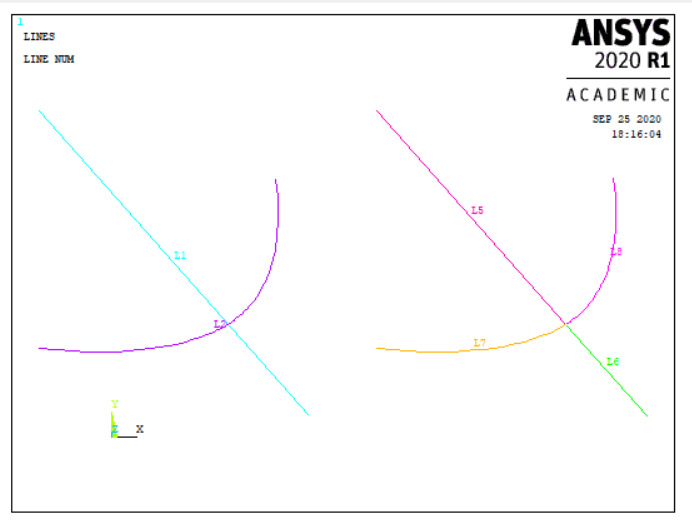 1
LINES
LINE NUM
ANSYS
2020 R1
ACADEMIC
SEP 25 2020
18:16:04
L1
L2
L5
L8
L7
L6
Y
Z X